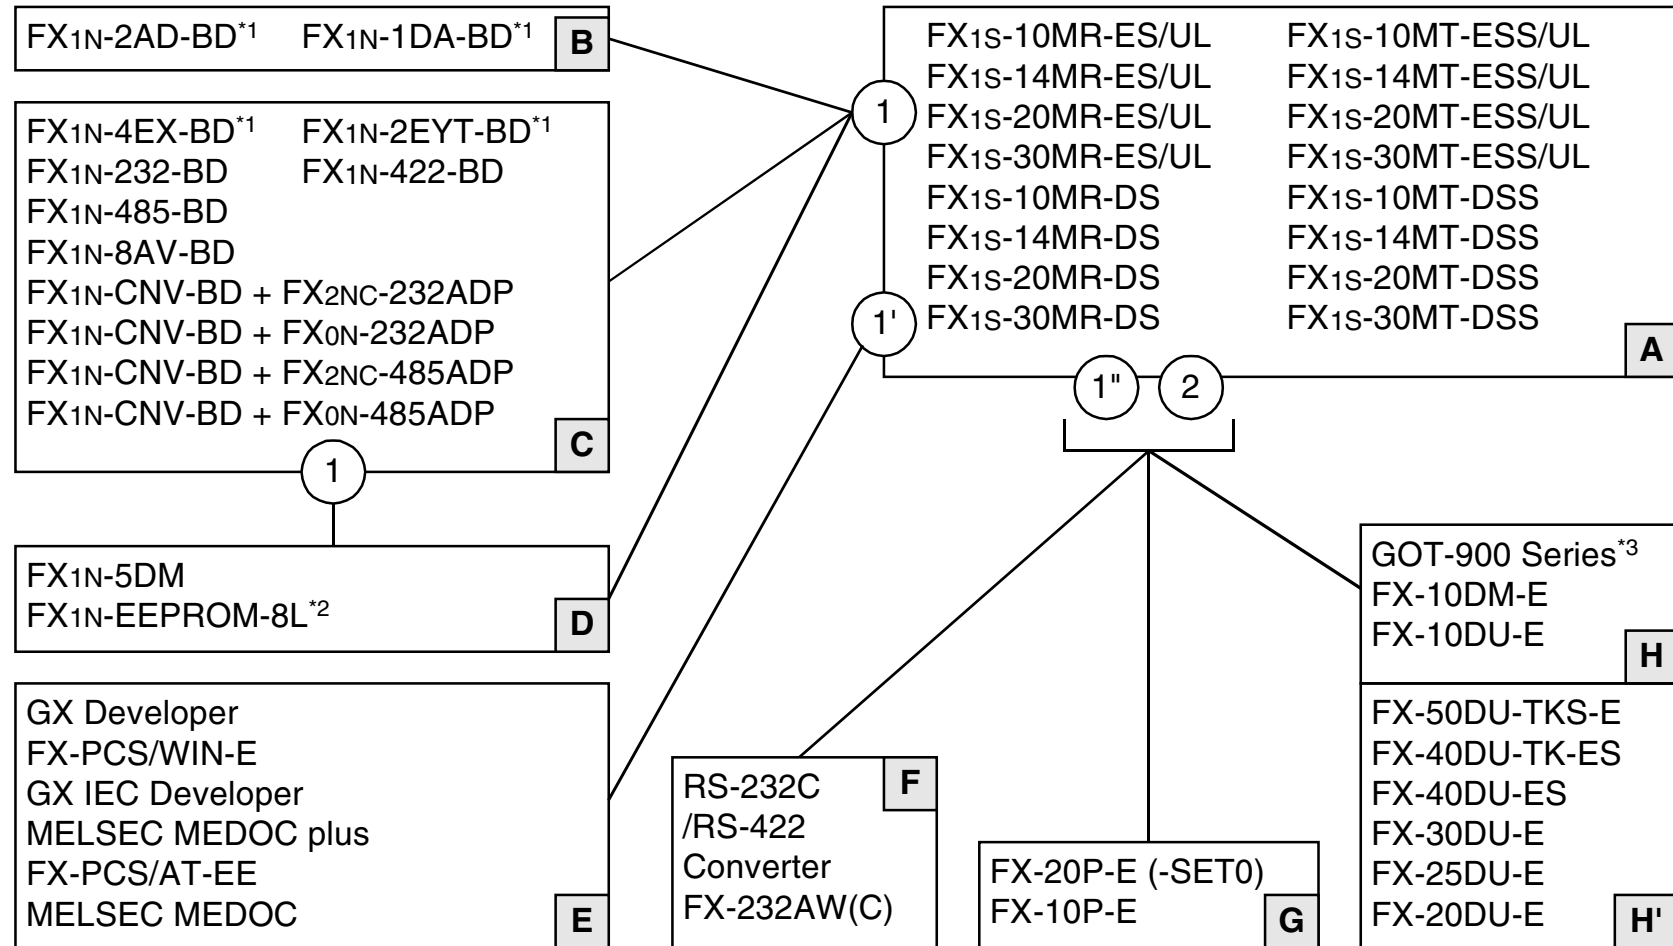 FX1N-2AD-BD*1 FX1N-1DA-BD*1
B
FX1N-4EX-BD*1 FX1N-2EYT-BD*1
FX1N-232-BD FX1N-422-BD
FX1N-485-BD
FX1N-8AV-BD
FX1N-CNV-BD + FX2NC-232ADP
FX1N-CNV-BD + FX0N-232ADP
FX1N-CNV-BD + FX2NC-485ADP
FX1N-CNV-BD + FX0N-485ADP
C
1
FX1N-5DM
FX1N-EEPROM-8L*2
D
GX Developer
FX-PCS/WIN-E
GX IEC Developer
MELSEC MEDOC plus
FX-PCS/AT-EE
MELSEC MEDOC
E
1
1'
FX1S-10MR-ES/UL FX1S-10MT-ESS/UL
FX1S-14MR-ES/UL FX1S-14MT-ESS/UL
FX1S-20MR-ES/UL FX1S-20MT-ESS/UL
FX1S-30MR-ES/UL FX1S-30MT-ESS/UL
FX1S-10MR-DS FX1S-10MT-DSS
FX1S-14MR-DS FX1S-14MT-DSS
FX1S-20MR-DS FX1S-20MT-DSS
FX1S-30MR-DS FX1S-30MT-DSS
A
1" 2
RS-232C
/RS-422
Converter
FX-232AW(C)
F
FX-20P-E (-SET0)
FX-10P-E
G
GOT-900 Series*3
FX-10DM-E
FX-10DU-E
H
FX-50DU-TKS-E
FX-40DU-TK-ES
FX-40DU-ES
FX-30DU-E
FX-25DU-E
FX-20DU-E
H'